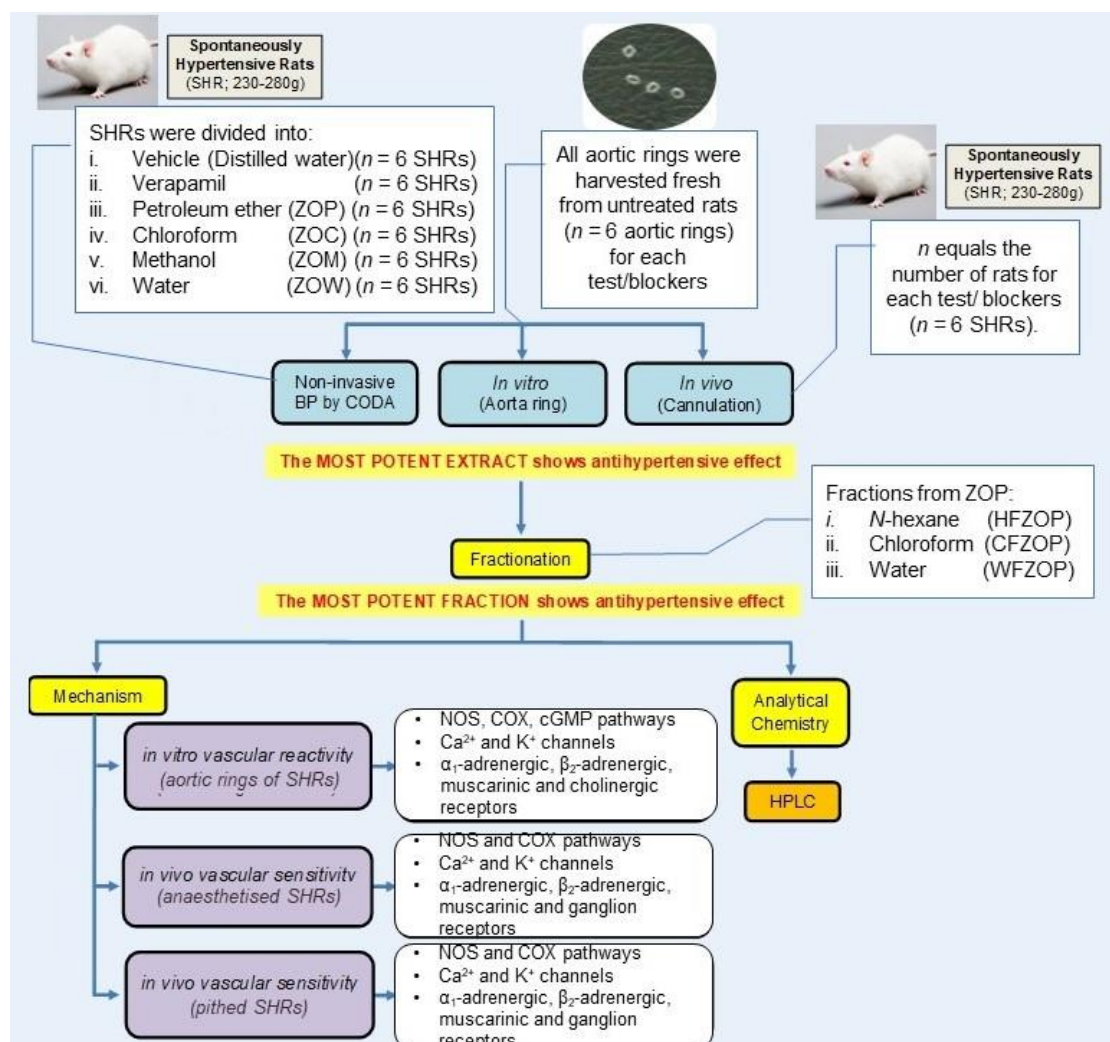 Spontaneously
Hypertensive Rats
(SHR; 230-280g)
SHRs were divided into:
i. Vehicle (Distilled water)(n = 6 SHRs)
ii. Verapamil (n = 6 SHRs)
iii. Petroleum ether (ZOP) (n = 6 SHRs)
iv. Chloroform (ZOC) (n = 6 SHRs)
v. Methanol (ZOM) (n = 6 SHRs)
vi. Water (ZOW) (n = 6 SHRs)
All aortic rings were
harvested fresh
from untreated rats
(n = 6 aortic rings)
for each
test/blockers
Spontaneously
Hypertensive Rats
(SHR; 230-280g)
n equals the
number of rats for
each test/ blockers
(n = 6 SHRs).
Non-invasive
BP by CODA
In vitro
(Aorta ring)
In vivo
(Cannulation)
The MOST POTENT EXTRACT shows antihypertensive effect
Fractions from ZOP:
i. N-hexane (HFZOP)
ii. Chloroform (CFZOP)
iii. Water (WFZOP)
Fractionation
The MOST POTENT FRACTION shows antihypertensive effect
Mechanism
in vitro vascular reactivity
(aortic rings of SHRs)
• NOS, COX, cGMP pathways
• Ca²⁺ and K⁺ channels
• α₁-adrenergic, β₂-adrenergic,
muscarinic and cholinergic
receptors
in vivo vascular sensitivity
(anaesthetised SHRs)
• NOS and COX pathways
• Ca²⁺ and K⁺ channels
• α₁-adrenergic, β₂-adrenergic,
muscarinic and ganglion
receptors
in vivo vascular sensitivity
(pithed SHRs)
• NOS and COX pathways
• Ca²⁺ and K⁺ channels
• α₁-adrenergic, β₂-adrenergic,
muscarinic and ganglion
receptors
Analytical
Chemistry
HPLC